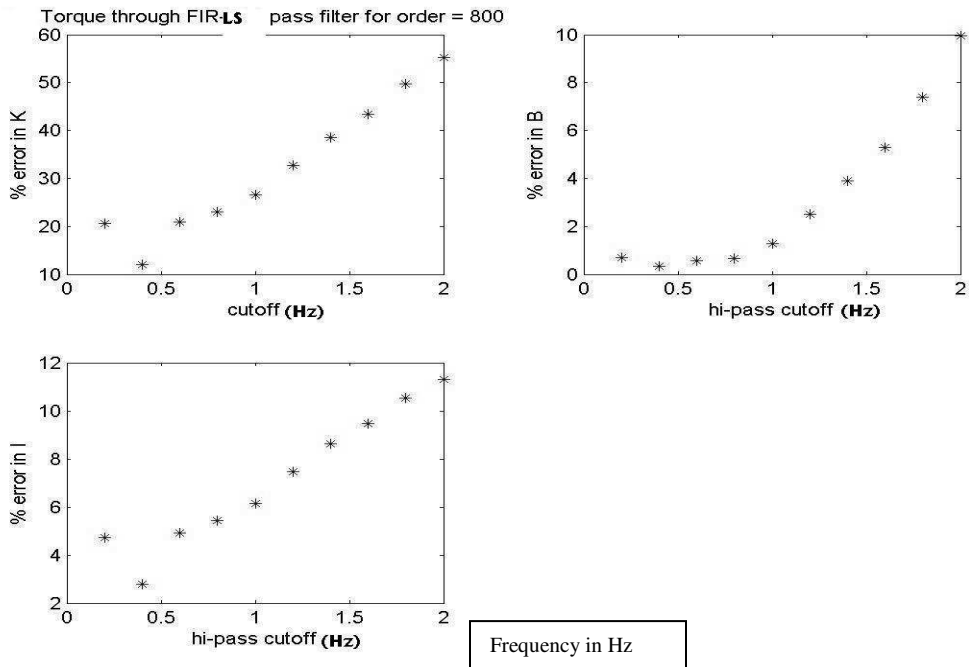 Torque through FIR-LS pass filter for order = 800
60
50
40
30
20
10
% error in K
0 0.5 1 1.5 2
cutoff (Hz)
10
8
6
4
2
0
% error in B
0 0.5 1 1.5 2
hi-pass cutoff (Hz)
12
10
8
6
4
2
% error in I
0 0.5 1 1.5 2
hi-pass cutoff (Hz)
Frequency in Hz